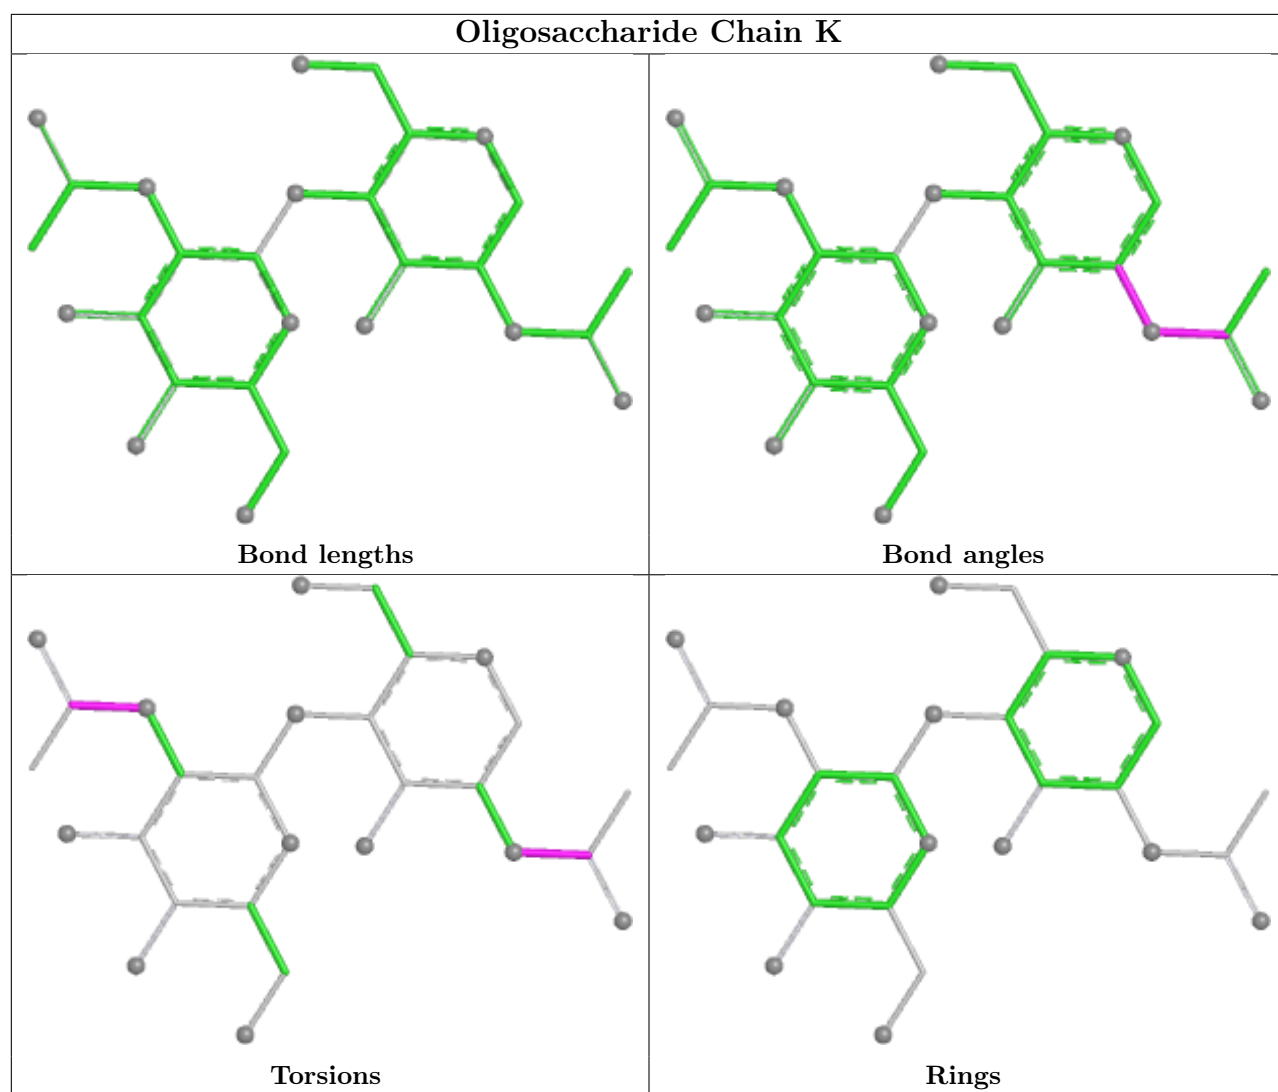 Oligosaccharide Chain K
Bond lengths
Bond angles
Torsions
Rings